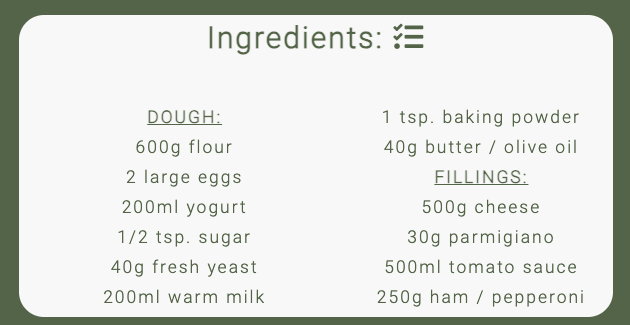 Ingredients:
DOUGH:
600g flour
2 large eggs
200ml yogurt
1/2 tsp. sugar
40g fresh yeast
200ml warm milk
1 tsp. baking powder
40g butter / olive oil
FILLINGS:
500g cheese
30g parmigiano
500ml tomato sauce
250g ham / pepperoni